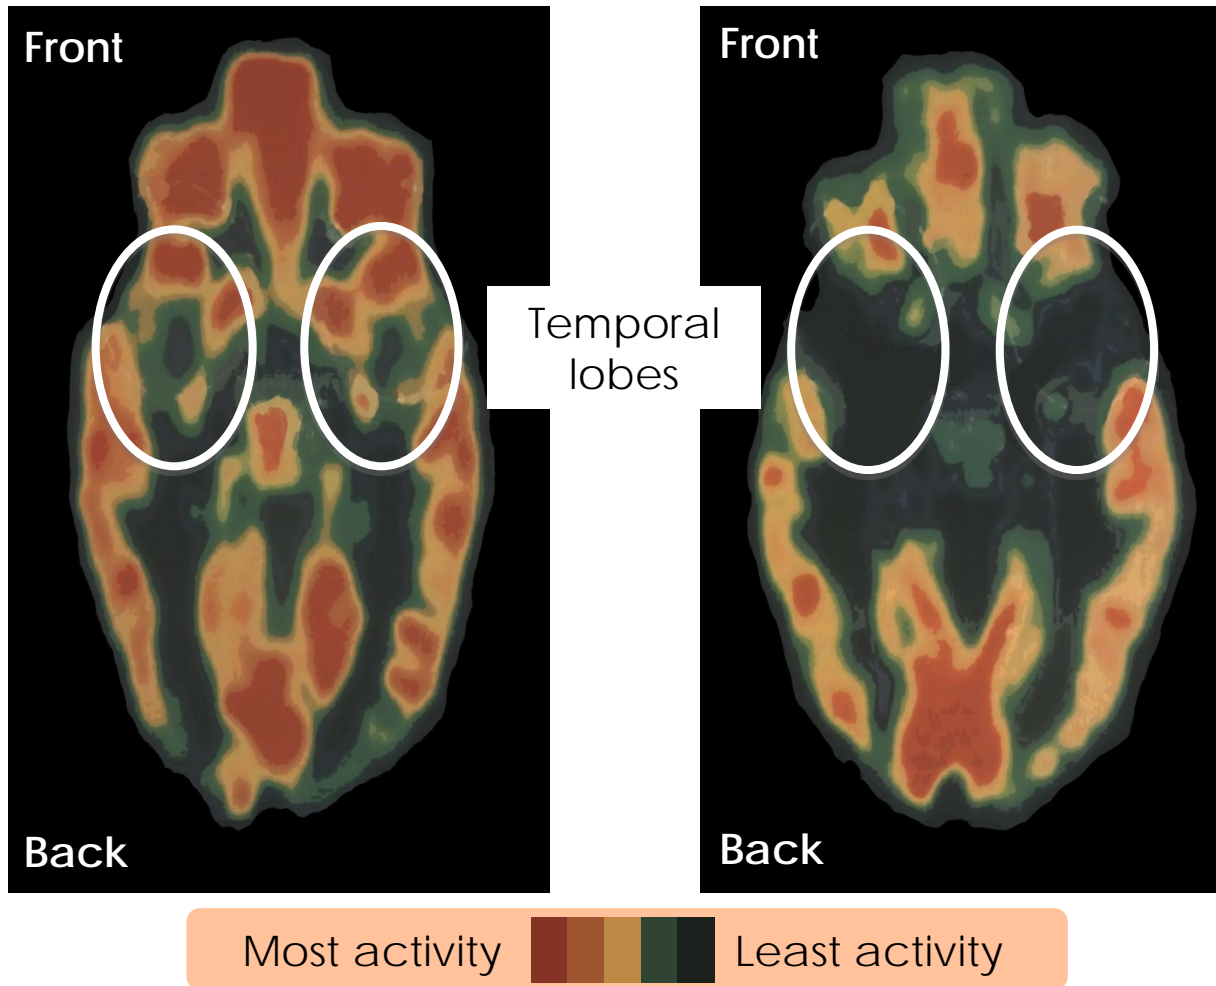 Front
Front
Temporal
lobes
Back
Back
Most activity
Least activity